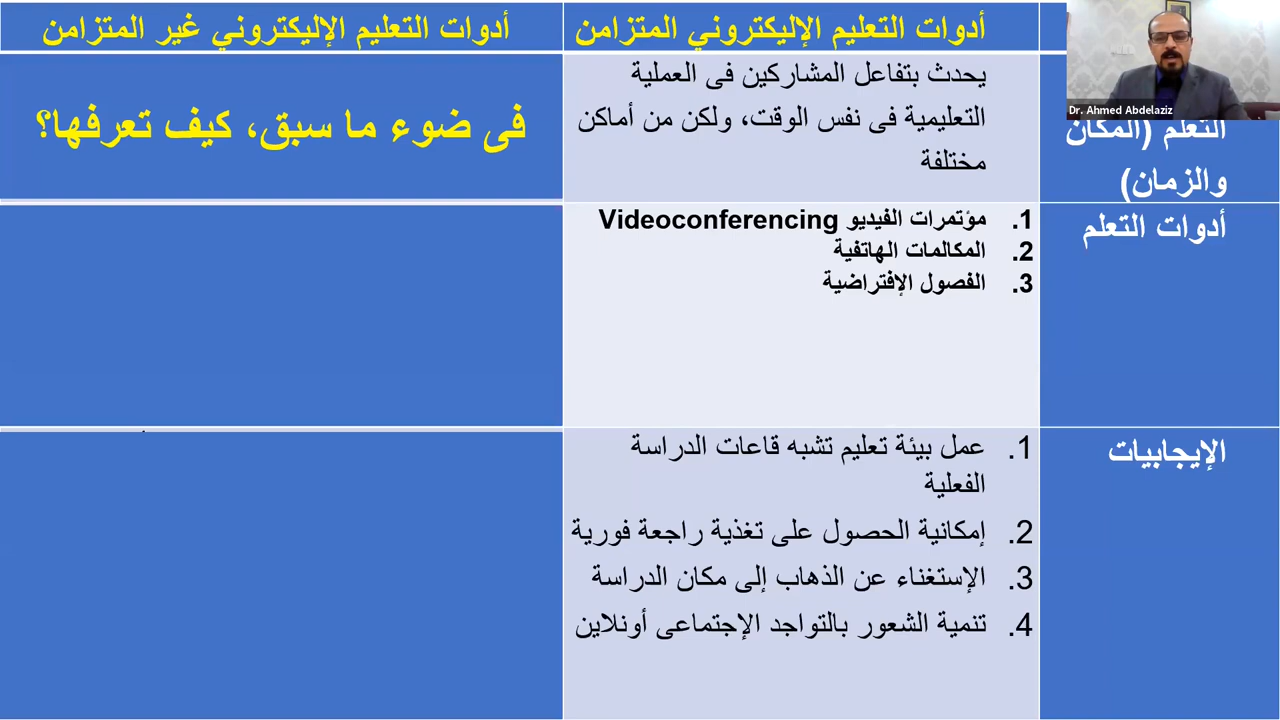 أدوات التعليم الإليكتروني المتزامن
أدوات التعليم الإليكتروني غير المتزامن
Dr. Ahmed Abdelaziz
التعلم (المكان
والزمان)
يحدث بتفاعل المشاركين فى العملية
التعليمية فى نفس الوقت، ولكن من أماكن
مختلفة
فى ضوء ما سبق، كيف تعرفها؟
أدوات التعلم
1. مؤتمرات الفيديو Videoconferencing
2. المكالمات الهاتفية
3. الفصول الإفتراضية
الإيجابيات
1. عمل بيئة تعليم تشبه قاعات الدراسة
الفعلية
2. إمكانية الحصول على تغذية راجعة فورية
3. الإستغناء عن الذهاب إلى مكان الدراسة
4. تنمية الشعور بالتواجد الإجتماعى أونلاين